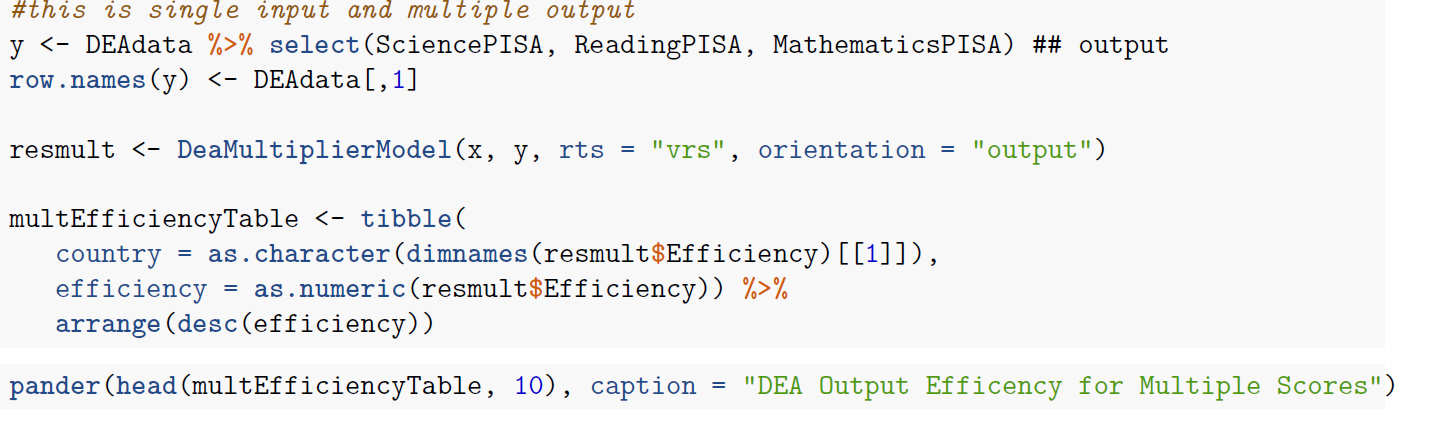 #this is single input and multiple output
y <- DEAdata %>% select(SciencePISA, ReadingPISA, MathematicsPISA) ## output
row.names(y) <- DEAdata[,1]
resmult <- DeaMultiplierModel(x, y, rts = "vrs", orientation = "output")
multEfficiencyTable <- tibble(
country = as.character(dimnames(resmult$Efficiency)[[1]]),
efficiency = as.numeric(resmult$Efficiency)) %>%
arrange(desc(efficiency))
pander(head(multEfficiencyTable, 10), caption = "DEA Output Efficency for Multiple Scores")